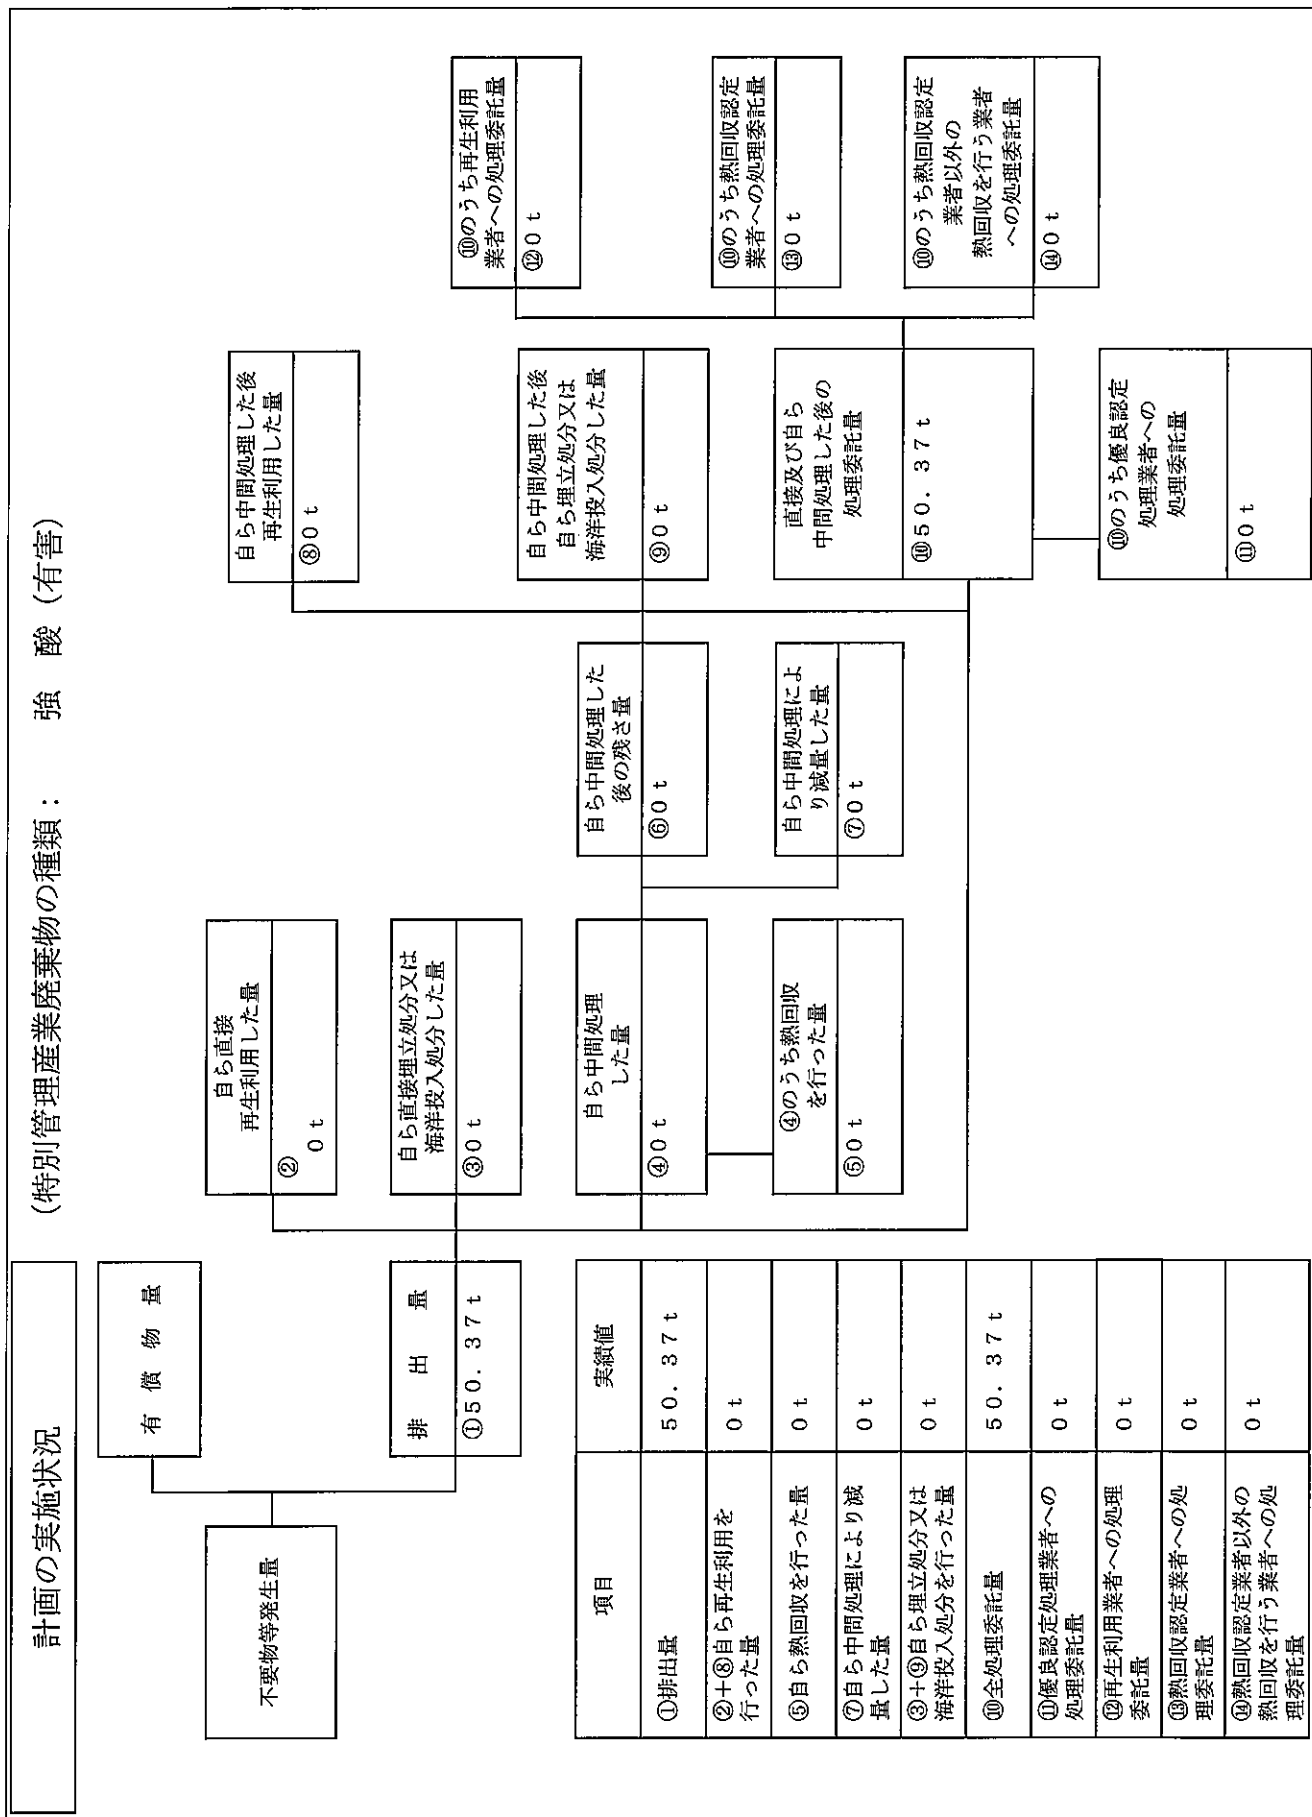 計画の実施状況
(特別管理産業廃棄物の種類： 強 酸 (有害)
不要物等発生量
有 償 物 量
排 出 量
①50.37t
自ら直接
再生利用した量
②
0t
自ら直接埋立処分又は
海洋投入処分した量
③0t
自ら中間処理
した量
④0t
④のうち熱回収
を行った量
⑤0t
自ら中間処理した
後の残さ量
⑥0t
自ら中間処理によ
り減量した量
⑦0t
自ら中間処理した後
再生利用した量
⑧0t
自ら中間処理した後
自ら埋立処分又は
海洋投入処分した量
⑨0t
直接及び自ら
中間処理した後の
処理委託量
⑩50.37t
⑩のうち優良認定
処理業者への
処理委託量
⑪0t
⑩のうち再生利用
業者への処理委託量
⑫0t
⑩のうち熱回収認定
業者への処理委託量
⑬0t
⑩のうち熱回収認定
業者以外の
熱回収を行う業者
への処理委託量
⑭0t
項目 実績値
①排出量 50.37t
②+⑧自ら再生利用を
行った量 0t
⑤自ら熱回収を行った量 0t
⑦自ら中間処理により減
量した量 0t
③+⑨自ら埋立処分又は
海洋投入処分を行った量 0t
⑩全処理委託量 50.37t
⑪優良認定処理業者への
処理委託量 0t
⑫再生利用業者への処理
委託量 0t
⑬熱回収認定業者への処
理委託量 0t
⑭熱回収認定業者以外の
熱回収を行う業者への処
理委託量 0t